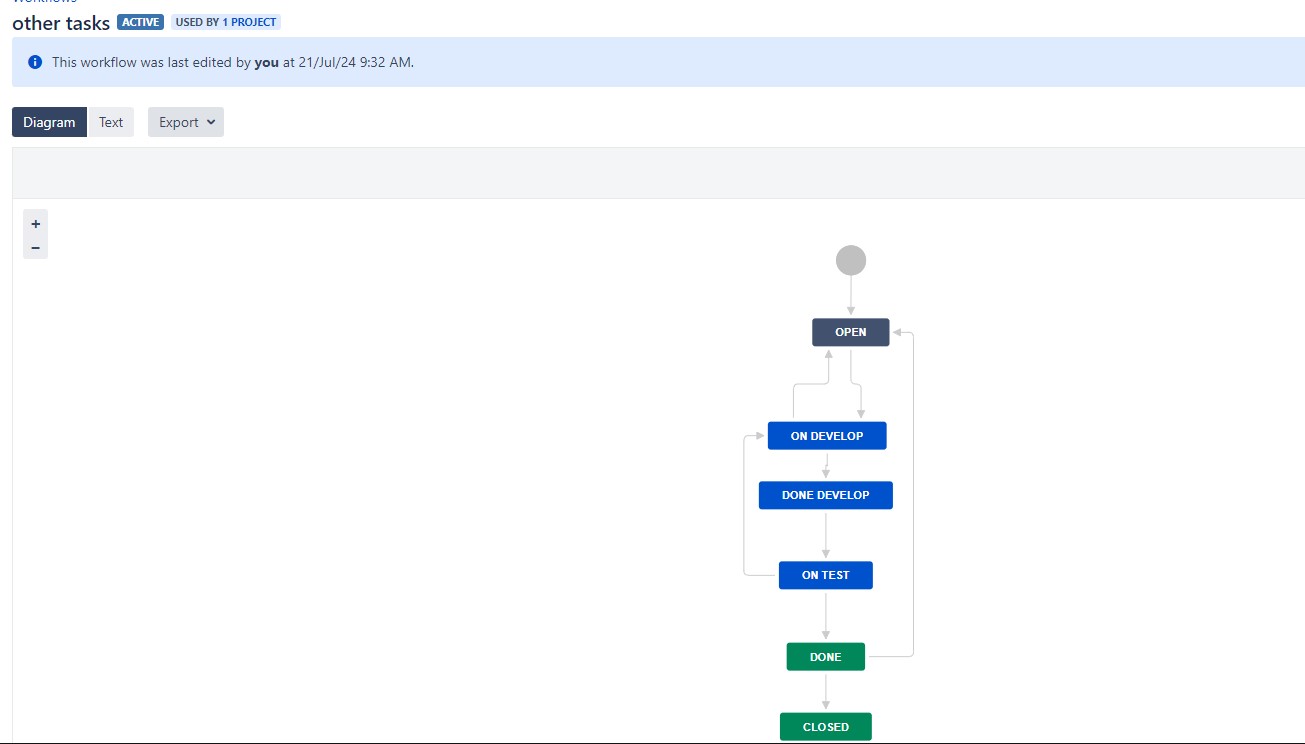 Workflows
other tasks ACTIVE USED BY 1 PROJECT
This workflow was last edited by you at 21/Jul/24 9:32 AM.
Diagram Text Export
+
−
OPEN
ON DEVELOP
DONE DEVELOP
ON TEST
DONE
CLOSED